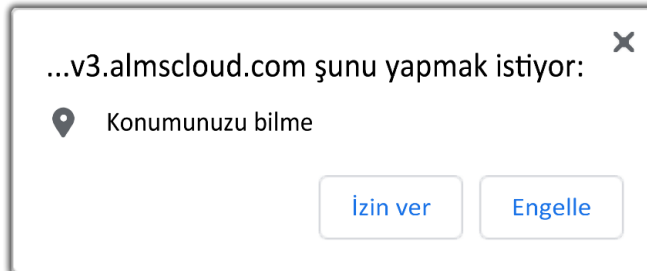 ...v3.almscloud.com şunu yapmak istiyor:
Konumunuzu bilme
İzin ver
Engelle